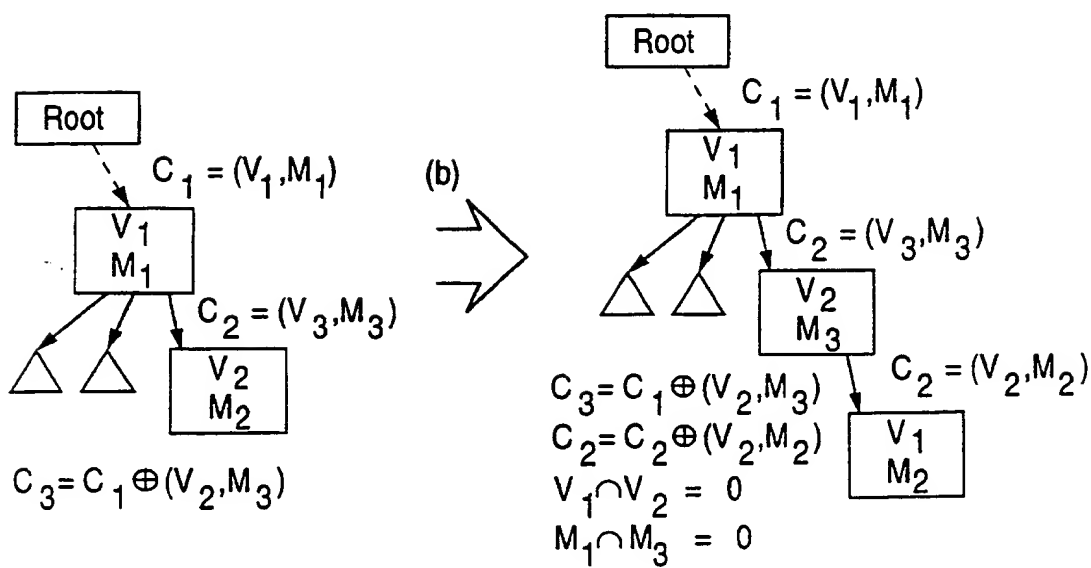 Root
C1 = (V1,M1)
V1
M1
C2 = (V3,M3)
V2
M2
C3= C1 ⊕ (V2,M3)
(b)
Root
C1 = (V1,M1)
V1
M1
C2 = (V3,M3)
V2
M3
C2 = (V2,M2)
V1
M2
C3= C1 ⊕ (V2,M3)
C2= C2 ⊕ (V2,M2)
V1∩V2 = 0
M1∩M3 = 0